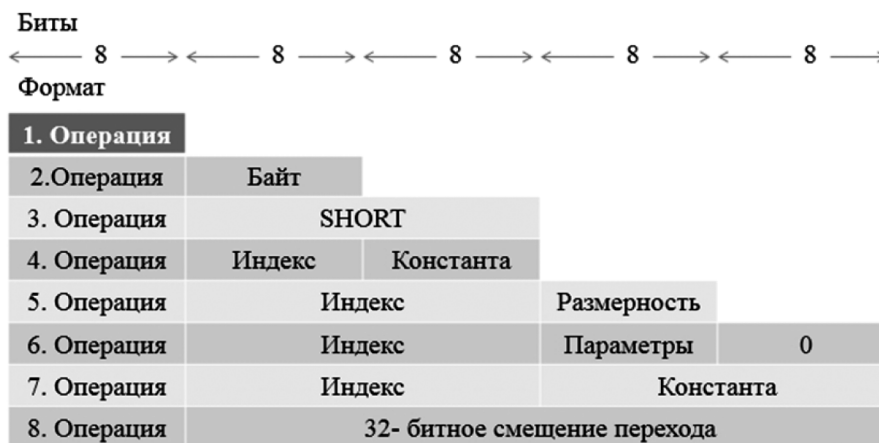 Биты
8 8 8 8 8
Формат
1. Операция
2.Операция Байт
3. Операция SHORT
4. Операция Индекс Константа
5. Операция Индекс Размерность
6. Операция Индекс Параметры 0
7. Операция Индекс Константа
8. Операция 32- битное смещение перехода